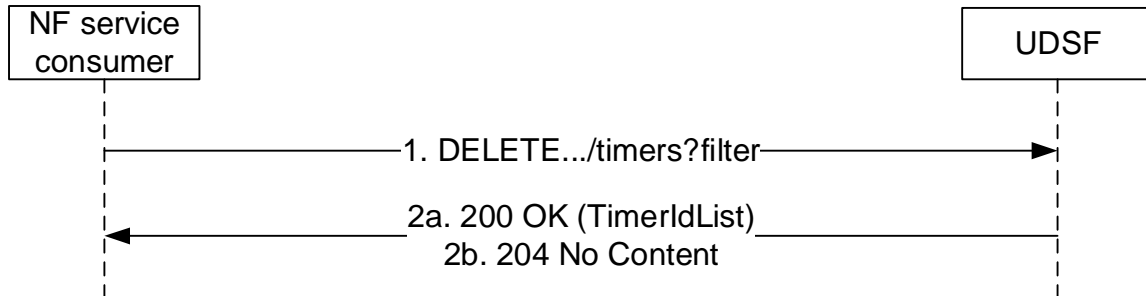 NF service
consumer
UDSF
1. DELETE.../timers?filter
2a. 200 OK (TimerIdList)
2b. 204 No Content